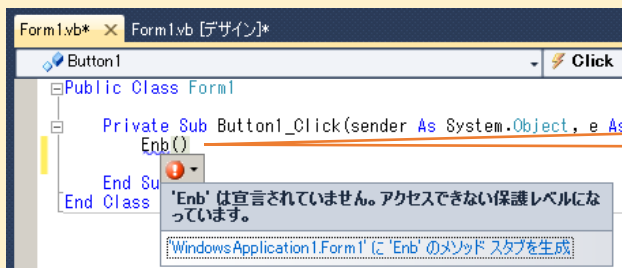 Form1.vb* × Form1.vb [デザイン]*
Button1 Click
Public Class Form1
Private Sub Button1_Click(sender As System.Object, e As
Enb()
End Su
End Class
'Enb' は宣言されていません。アクセスできない保護レベルにな
っています。
'WindowsApplication1.Form1' に 'Enb' のメソッド スタブを生成